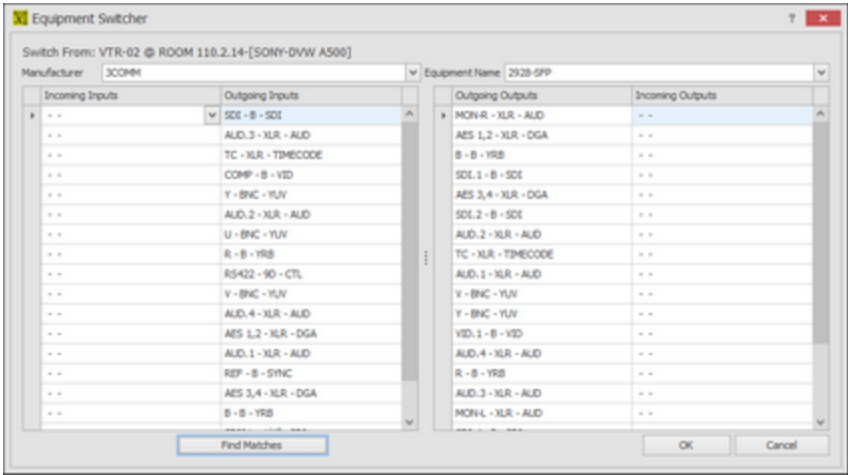 Equipment Switcher
Switch From: VTR-02 @ ROOM 110.2.14-[SONY-DVW A500]
Manufacturer 3COMM Equipment Name 2928-SFP
Incoming Inputs Outgoing Inputs Outgoing Outputs Incoming Outputs
- - SDI - B - SDI MON-R - XLR - AUD - -
- - AUD.3 - XLR - AUD AES 1,2 - XLR - DGA - -
- - TC - XLR - TIMECODE B - B - YRB - -
- - COMP - B - VID SDI.1 - B - SDI - -
- - Y - BNC - YUV AES 3,4 - XLR - DGA - -
- - AUD.2 - XLR - AUD SDI.2 - B - SDI - -
- - U - BNC - YUV AUD.2 - XLR - AUD - -
- - R - B - YRB TC - XLR - TIMECODE - -
- - RS422 - 9D - CTL AUD.1 - XLR - AUD - -
- - V - BNC - YUV V - BNC - YUV - -
- - AUD.4 - XLR - AUD Y - BNC - YUV - -
- - AES 1,2 - XLR - DGA VID.1 - B - VID - -
- - AUD.1 - XLR - AUD AUD.4 - XLR - AUD - -
- - REF - B - SYNC R - B - YRB - -
- - AES 3,4 - XLR - DGA AUD.3 - XLR - AUD - -
- - B - B - YRB MON-L - XLR - AUD - -
Find Matches OK Cancel